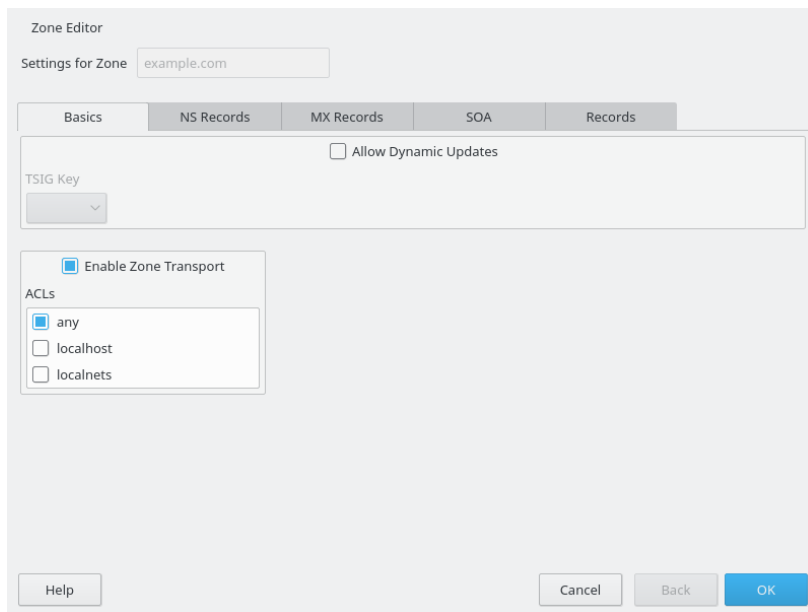 Zone Editor
Settings for Zone example.com
Basics NS Records MX Records SOA Records
Allow Dynamic Updates
TSIG Key
Enable Zone Transport
ACLs
any
localhost
localnets
Help Cancel Back OK